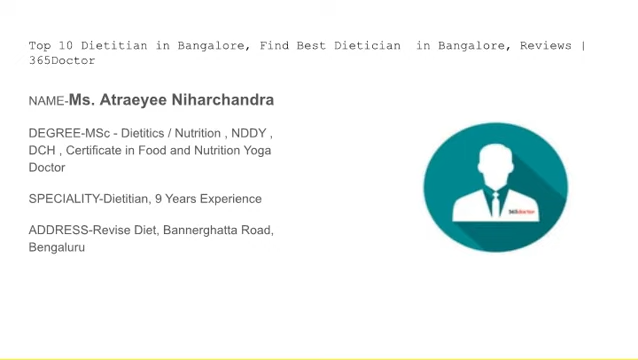 Top 10 Dietitian in Bangalore, Find Best Dietician  in Bangalore, Reviews |
365Doctor
NAME-Ms. Atraeyee Niharchandra
DEGREE-MSc - Dietitics / Nutrition , NDDY ,
DCH , Certificate in Food and Nutrition Yoga
Doctor
SPECIALITY-Dietitian, 9 Years Experience
365doctor
ADDRESS-Revise Diet, Bannerghatta Road,
Bengaluru